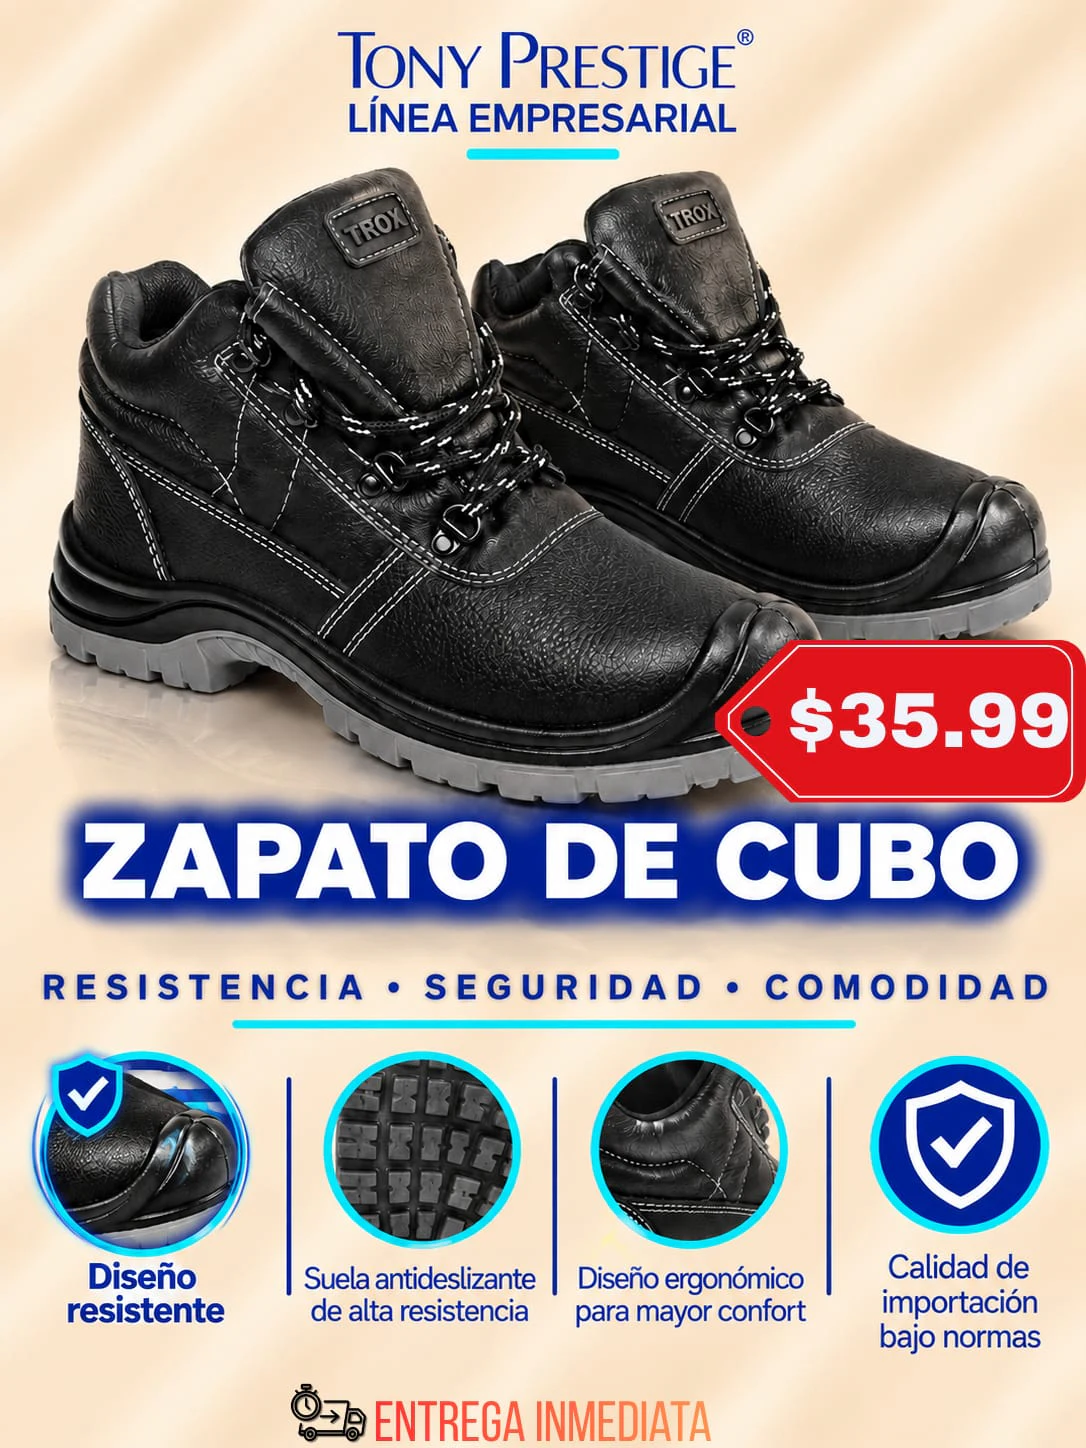 TONY PRESTIGE®
LÍNEA EMPRESARIAL
TROX
TROX
$35.99
ZAPATO DE CUBO
RESISTENCIA • SEGURIDAD • COMODIDAD
Diseño
resistente
Suela antideslizante
de alta resistencia
Diseño ergonómico
para mayor confort
Calidad de
importación
bajo normas
ENTREGA INMEDIATA